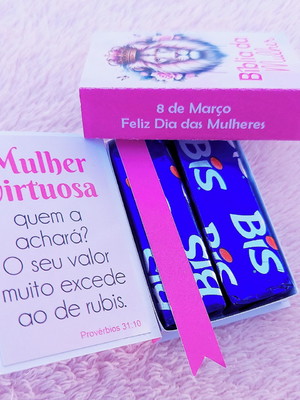 Bíblia da
Mulher
8 de Março
Feliz Dia das Mulheres
Mulher
virtuosa
quem a
achará?
O seu valor
muito excede
ao de rubis.
Provérbios 31:10
BIS
BIS
BIS
BIS